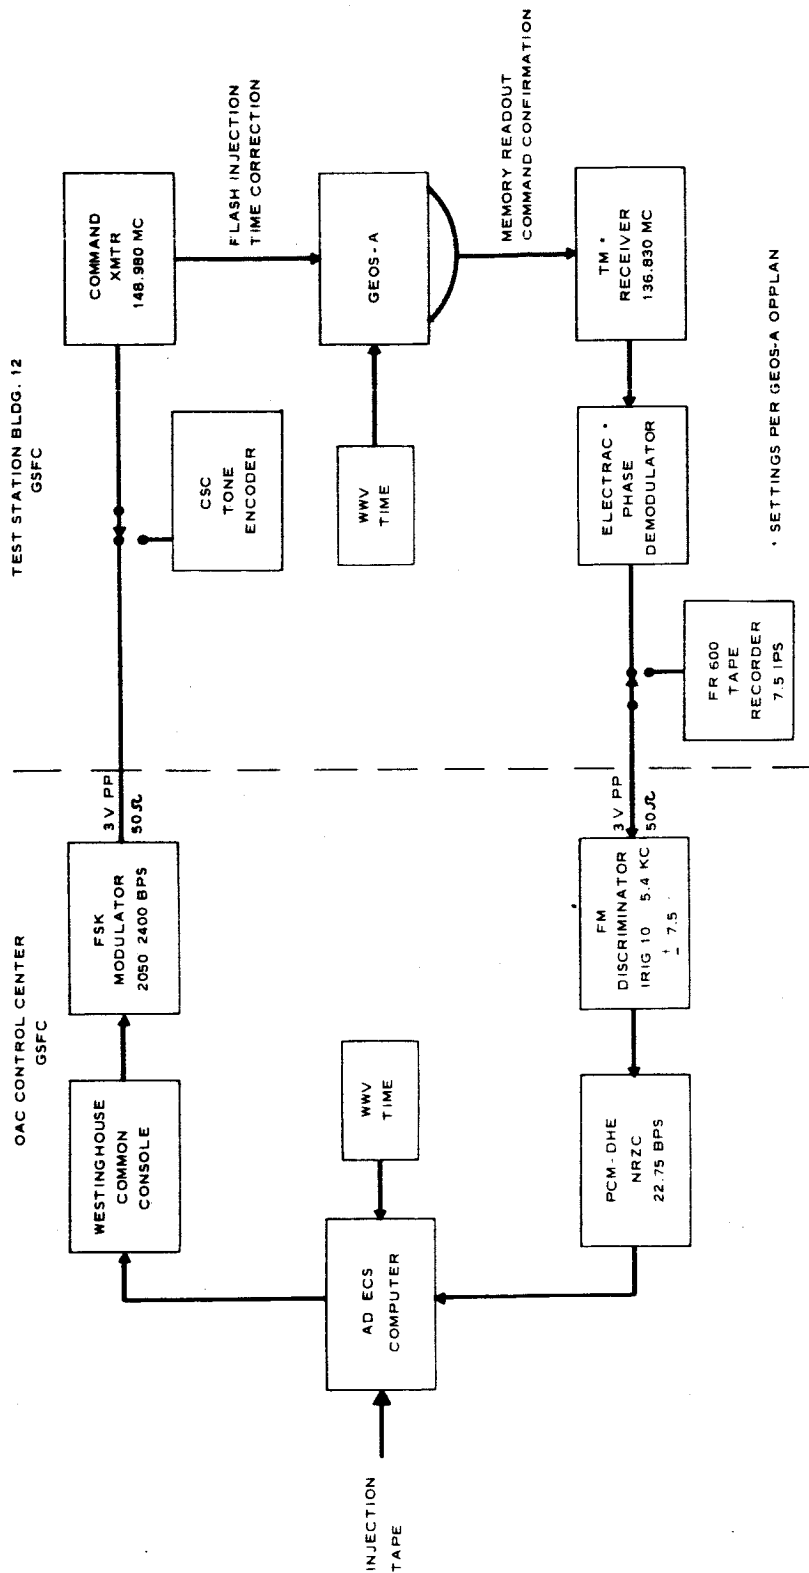 OAC CONTROL CENTER
GSFC
TEST STATION BLDG. 12
GSFC
WESTINGHOUSE
COMMON
CONSOLE
FSK
MODULATOR
2050 2400 BPS
3 V PP
50Ω
COMMAND
XMTR
148.980 MC
CSC
TONE
ENCODER
FLASH INJECTION
TIME CORRECTION
INJECTION
TAPE
AD ECS
COMPUTER
WWV
TIME
WWV
TIME
GEOS-A
MEMORY READOUT
COMMAND CONFIRMATION
PCM-DHE
NRZC
22.75 BPS
FM
DISCRIMINATOR
IRIG 10 5.4 KC
± 7.5
3 V PP
50Ω
FR 600
TAPE
RECORDER
7.5 IPS
ELECTRAC *
PHASE
DEMODULATOR
TM *
RECEIVER
136.830 MC
* SETTINGS PER GEOS-A OPPLAN